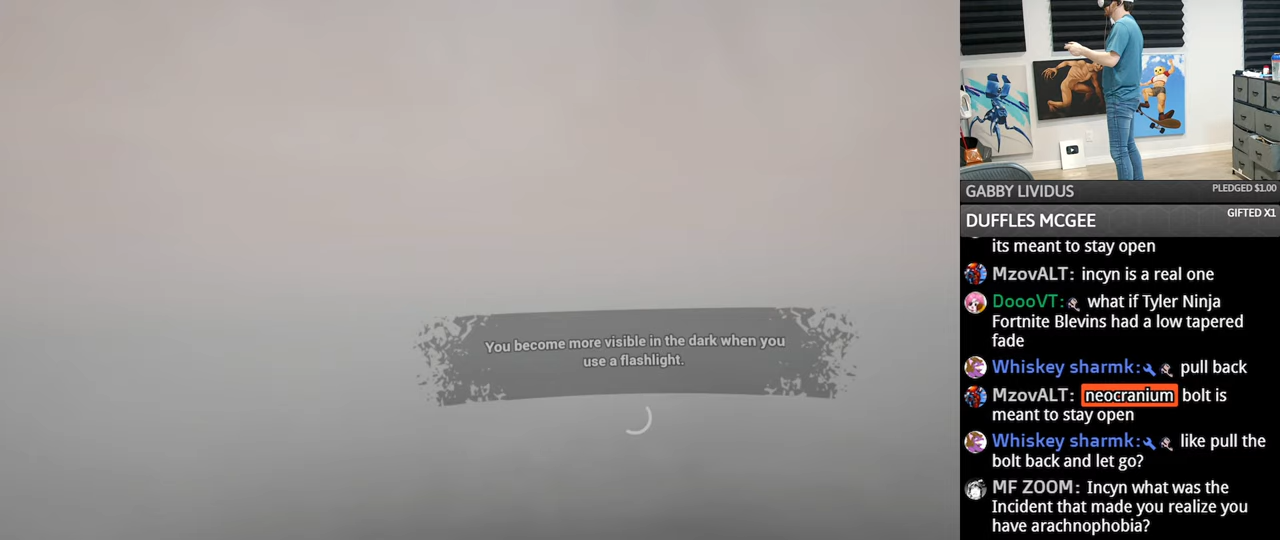 You become more visible in the dark when you
use a flashlight.
GABBY LIVIDUS
PLEDGED $1.00
DUFFLES MCGEE
GIFTED X1
its meant to stay open
MzovALT: incyn is a real one
DoooVT: what if Tyler Ninja
Fortnite Blevins had a low tapered
fade
Whiskey sharmk: pull back
MzovALT: neocranium bolt is
meant to stay open
Whiskey sharmk: like pull the
bolt back and let go?
MF ZOOM: Incyn what was the
Incident that made you realize you
have arachnophobia?